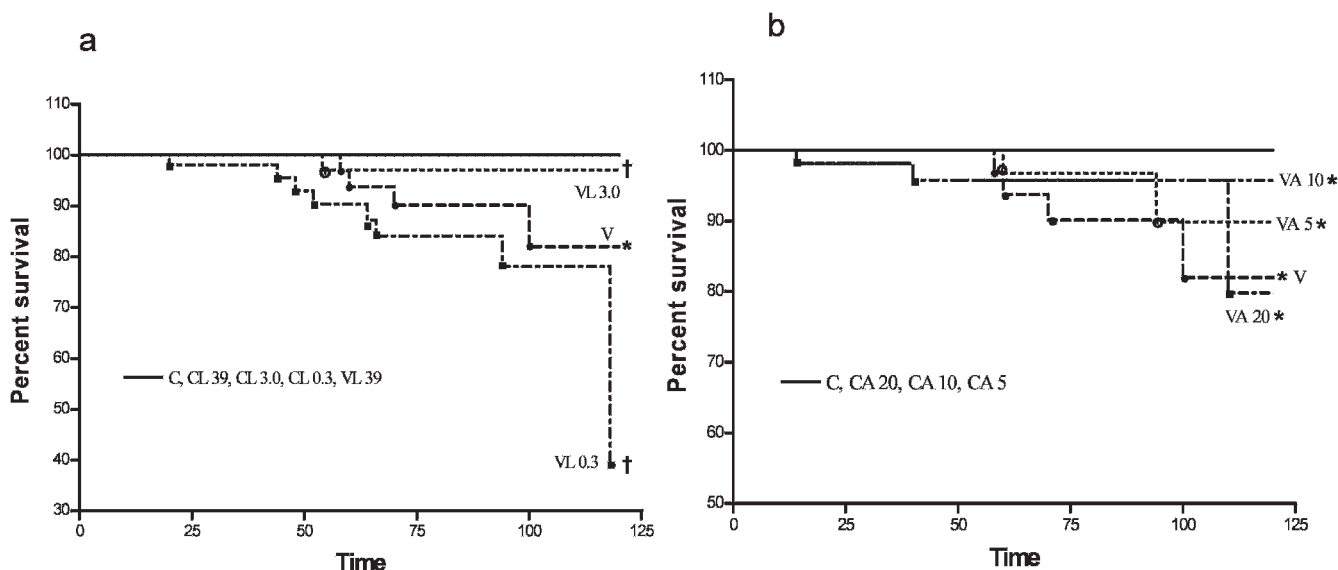 a
110
100
90
80
70
60
50
40
30
0
25
50
75
100
125
Percent survival
Time
†
VL 3.0
V
*
C, CL 39, CL 3.0, CL 0.3, VL 39
VL 0.3 †
b
110
100
90
80
70
60
50
0
25
50
75
100
125
Percent survival
Time
VA 10 *
VA 5 *
* V
VA 20 *
C, CA 20, CA 10, CA 5